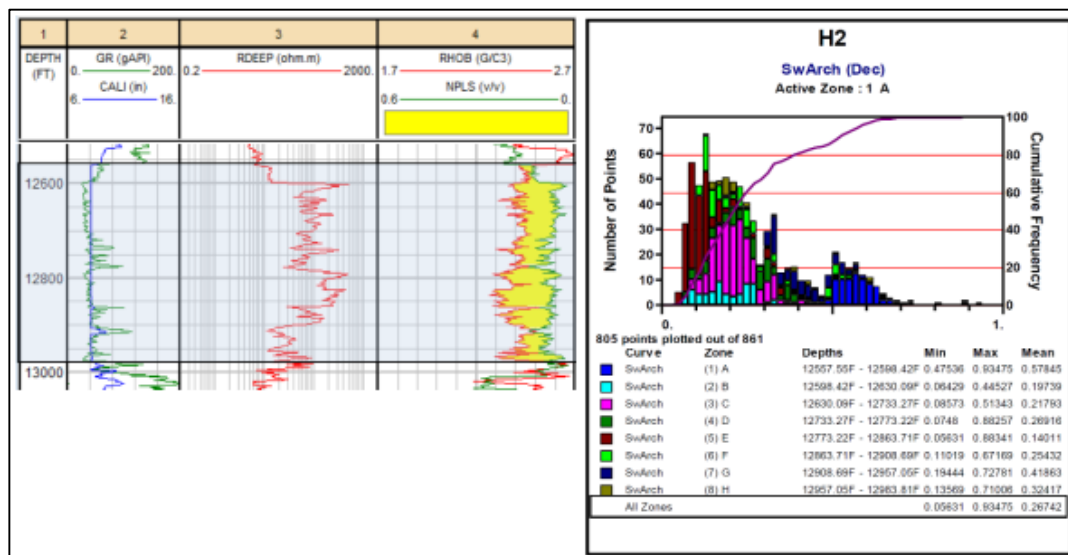 1 2 3 4
DEPTH (FT) GR (gAPI) RDEEP (ohm.m) RHOB (G/C3)
0. 200. 0.2 2000. 1.7 2.7
CALI (in) NPLS (v/v)
6. 16. 0.6 0.
12600
12800
13000
H2
SwArch (Dec)
Active Zone : 1 A
Number of Points
70
60
50
40
30
20
10
0
Cumulative Frequency
100
80
60
40
20
0
0. 1.
805 points plotted out of 861
Curve Zone Depths Min Max Mean
SwArch (1) A 12557.55F - 12598.42F 0.47536 0.93475 0.57845
SwArch (2) B 12598.42F - 12630.09F 0.06429 0.44527 0.19739
SwArch (3) C 12630.09F - 12733.27F 0.08573 0.51343 0.21793
SwArch (4) D 12733.27F - 12773.22F 0.0748 0.88257 0.26916
SwArch (5) E 12773.22F - 12863.71F 0.05631 0.88341 0.14011
SwArch (6) F 12863.71F - 12908.69F 0.11019 0.67169 0.25432
SwArch (7) G 12908.69F - 12957.05F 0.19444 0.72781 0.41863
SwArch (8) H 12957.05F - 12983.81F 0.13569 0.71006 0.32417
All Zones 0.05631 0.93475 0.26742